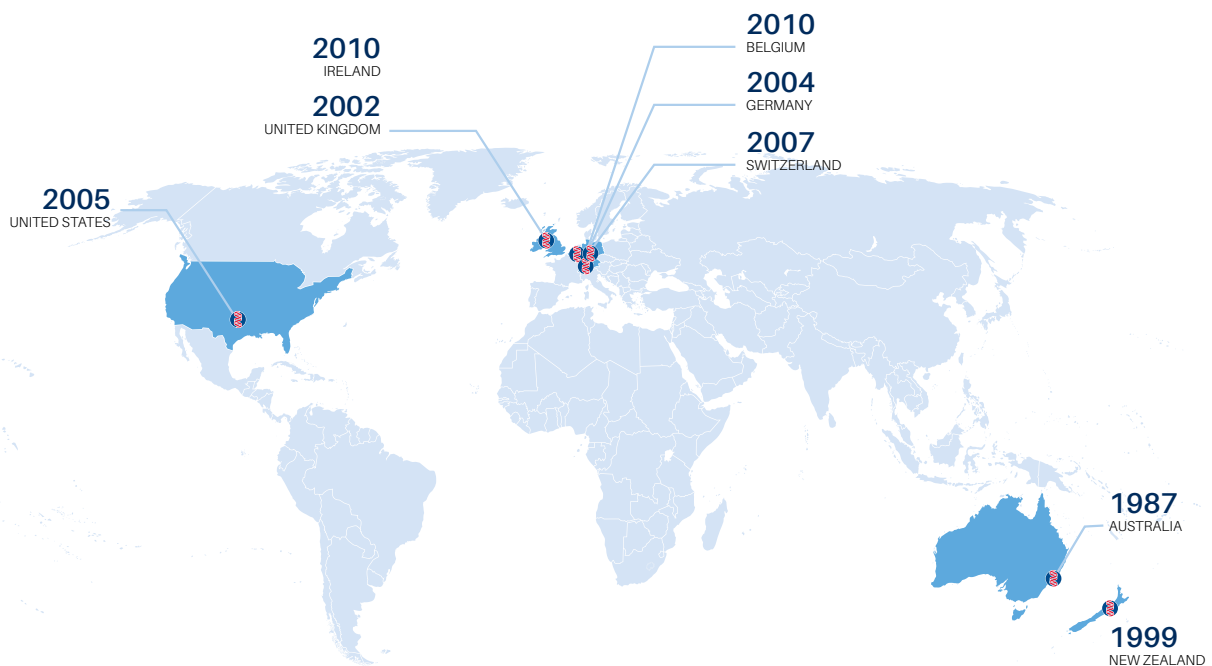 2010
IRELAND
2002
UNITED KINGDOM
2005
UNITED STATES
2010
BELGIUM
2004
GERMANY
2007
SWITZERLAND
1987
AUSTRALIA
1999
NEW ZEALAND